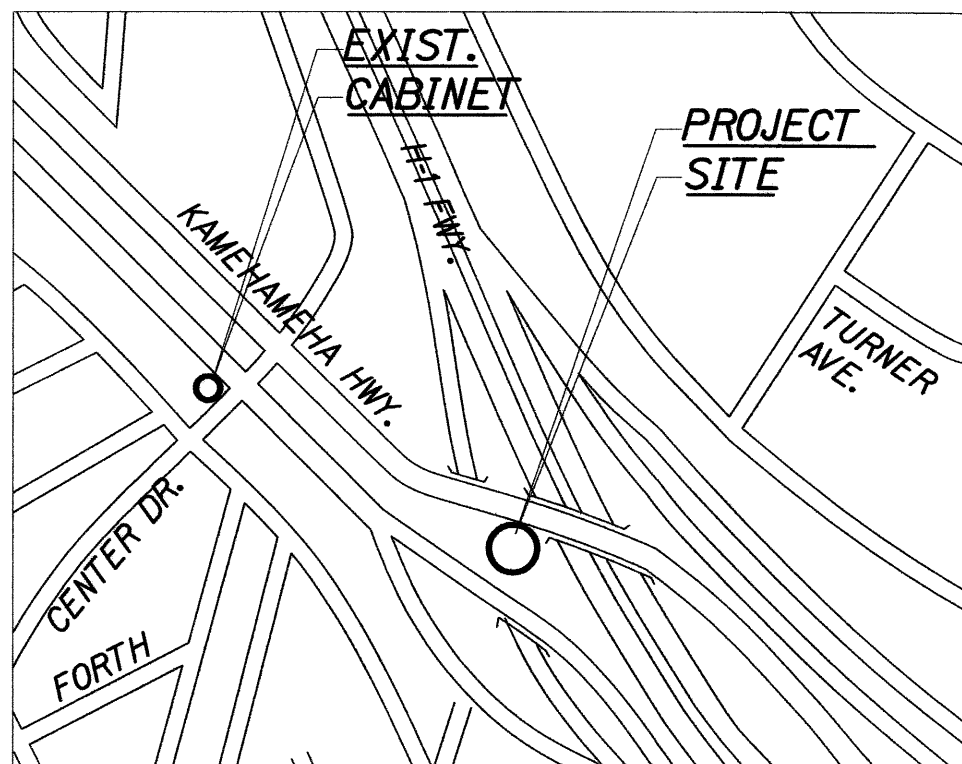 EXIST.
CABINET
PROJECT
SITE
H-1 FWY.
KAMEHAMEHA HWY.
TURNER
AVE.
CENTER DR.
FORTH